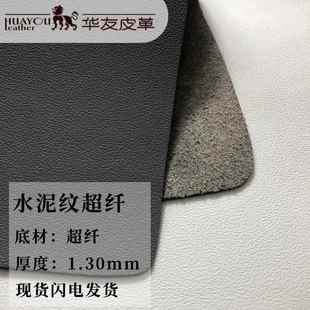 HUAYOU
leather
华友皮革
水泥纹超纤
底材：超纤
厚度：1.30mm
现货闪电发货